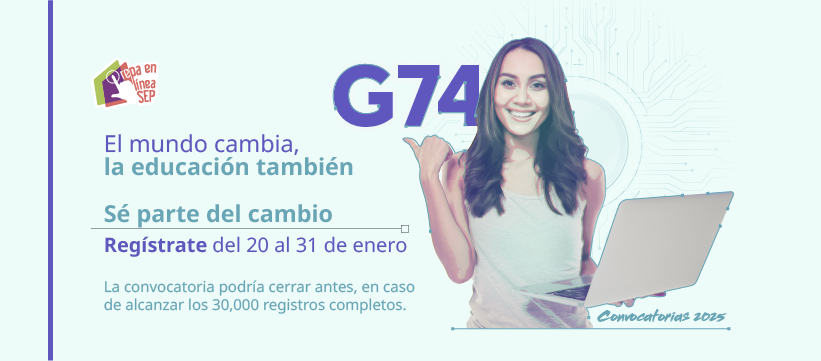 Prepa en
línea
SEP
G74
El mundo cambia,
la educación también
Sé parte del cambio
Regístrate del 20 al 31 de enero
La convocatoria podría cerrar antes, en caso
de alcanzar los 30,000 registros completos.
Convocatorias 2025